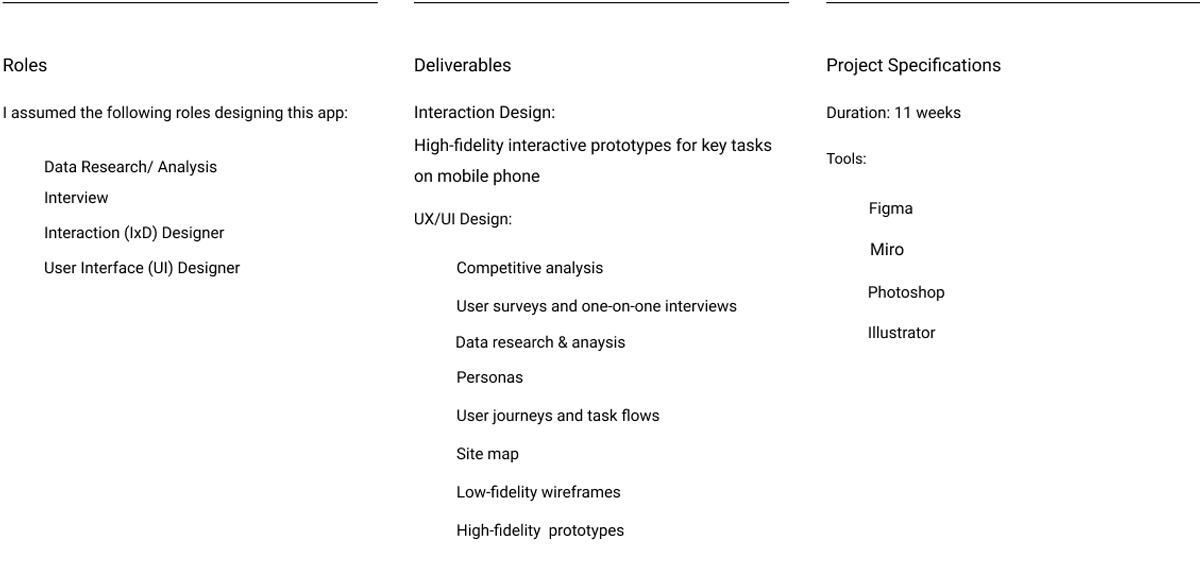 Roles
I assumed the following roles designing this app:
Data Research/ Analysis
Interview
Interaction (IxD) Designer
User Interface (UI) Designer
Deliverables
Interaction Design:
High-fidelity interactive prototypes for key tasks
on mobile phone
UX/UI Design:
Competitive analysis
User surveys and one-on-one interviews
Data research & anaysis
Personas
User journeys and task flows
Site map
Low-fidelity wireframes
High-fidelity  prototypes
Project Specifications
Duration: 11 weeks
Tools:
Figma
Miro
Photoshop
Illustrator